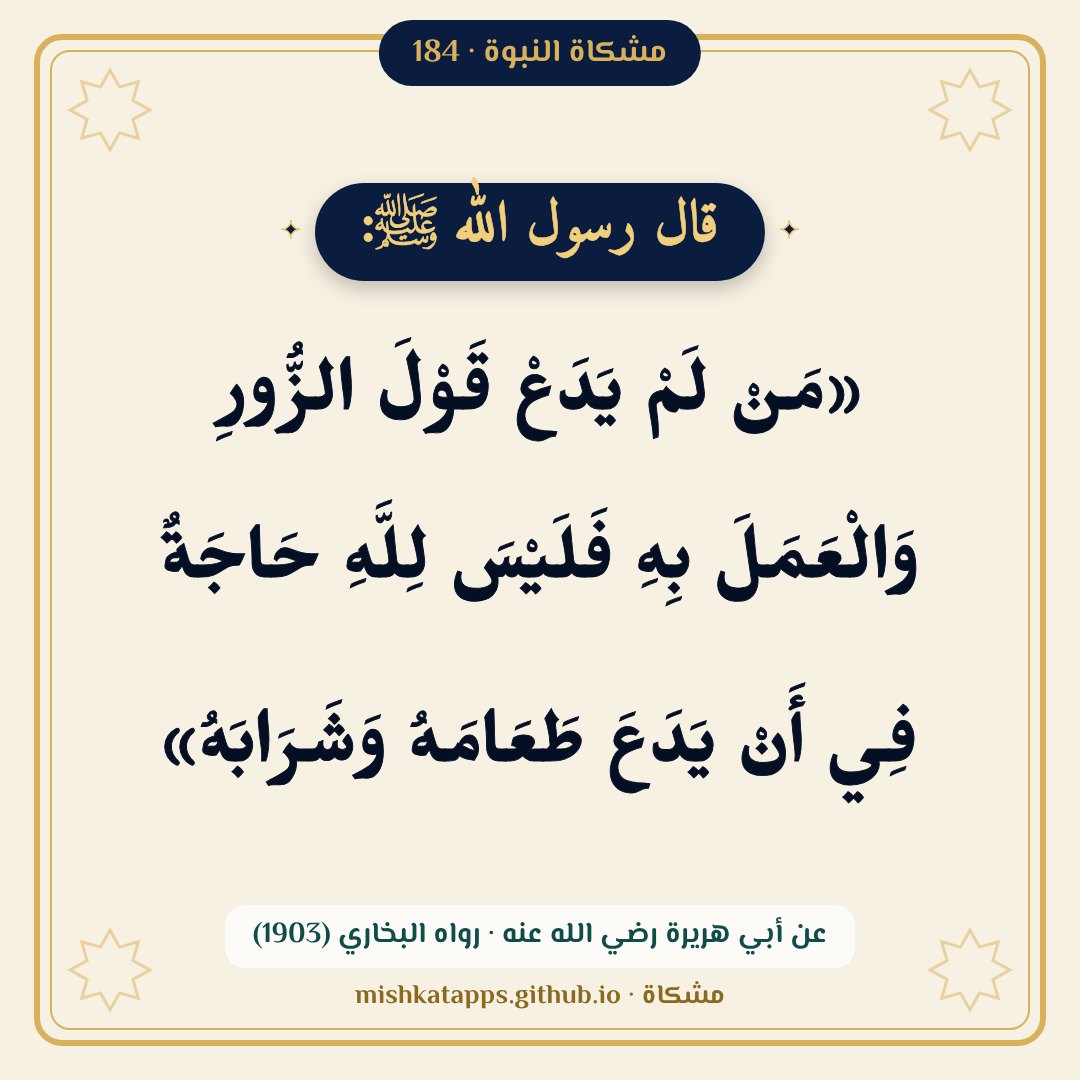 مشكاة النبوة · 184
قال رسول الله ﷺ:
«مَنْ لَمْ يَدَعْ قَوْلَ الزُّورِ
وَالْعَمَلَ بِهِ فَلَيْسَ لِلَّهِ حَاجَةٌ
فِي أَنْ يَدَعَ طَعَامَهُ وَشَرَابَهُ»
عن أبي هريرة رضي الله عنه · رواه البخاري (1903)
مشكاة · mishkatapps.github.io